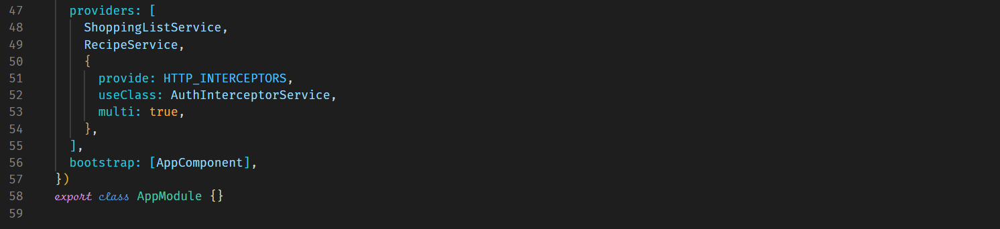 47 providers: [
48 ShoppingListService,
49 RecipeService,
50 {
51 provide: HTTP_INTERCEPTORS,
52 useClass: AuthInterceptorService,
53 multi: true,
54 },
55 ],
56 bootstrap: [AppComponent],
57 })
58 export class AppModule {}
59